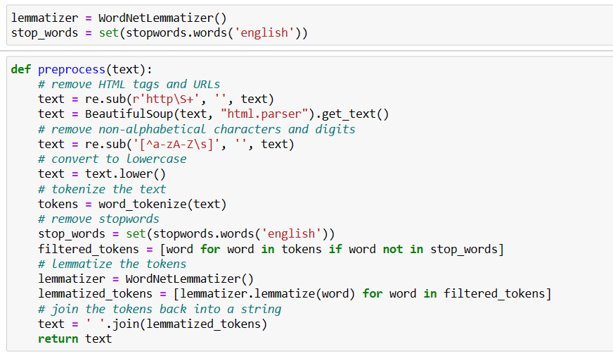 lemmatizer = WordNetLemmatizer()
stop_words = set(stopwords.words('english'))
def preprocess(text):
    # remove HTML tags and URLs
    text = re.sub(r'http\S+', '', text)
    text = BeautifulSoup(text, "html.parser").get_text()
    # remove non-alphabetical characters and digits
    text = re.sub('[^a-zA-Z\s]', '', text)
    # convert to lowercase
    text = text.lower()
    # tokenize the text
    tokens = word_tokenize(text)
    # remove stopwords
    stop_words = set(stopwords.words('english'))
    filtered_tokens = [word for word in tokens if word not in stop_words]
    # lemmatize the tokens
    lemmatizer = WordNetLemmatizer()
    lemmatized_tokens = [lemmatizer.lemmatize(word) for word in filtered_tokens]
    # join the tokens back into a string
    text = ' '.join(lemmatized_tokens)
    return text